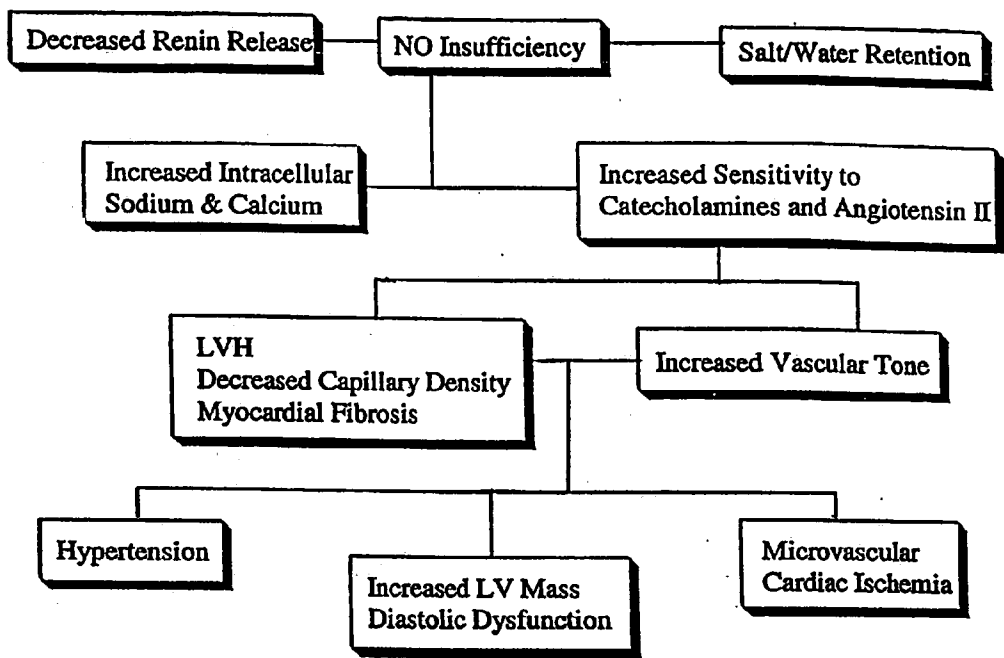 Decreased Renin Release
NO Insufficiency
Salt/Water Retention
Increased Intracellular
Sodium & Calcium
Increased Sensitivity to
Catecholamines and Angiotensin II
LVH
Decreased Capillary Density
Myocardial Fibrosis
Increased Vascular Tone
Hypertension
Increased LV Mass
Diastolic Dysfunction
Microvascular
Cardiac Ischemia